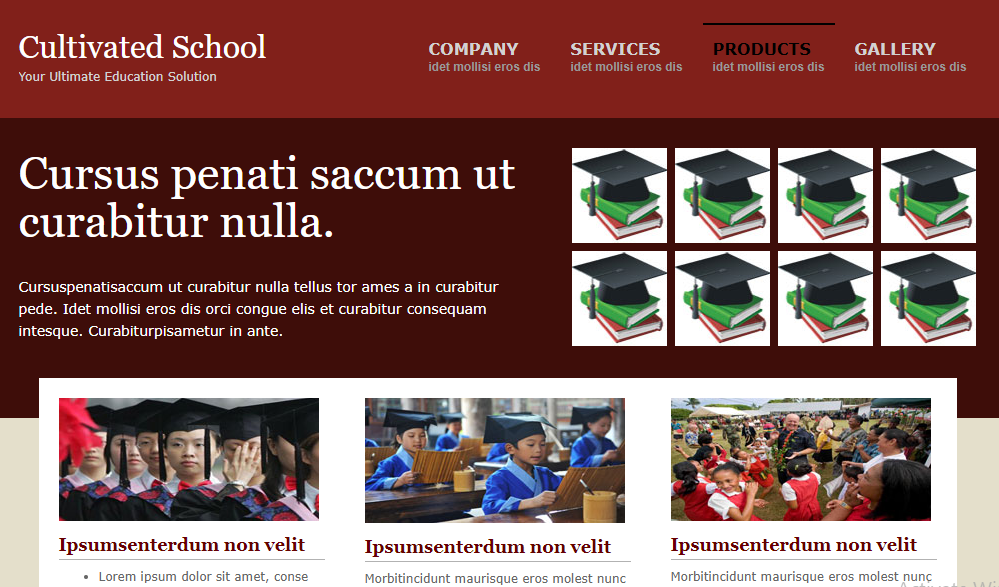 Cultivated School
Your Ultimate Education Solution
COMPANY
idet mollisi eros dis
SERVICES
idet mollisi eros dis
PRODUCTS
idet mollisi eros dis
GALLERY
idet mollisi eros dis
Cursus penati saccum ut
curabitur nulla.
Cursuspenatisaccum ut curabitur nulla tellus tor ames a in curabitur
pede. Idet mollisi eros dis orci congue elis et curabitur consequam
intesque. Curabiturpisametur in ante.
Ipsumsenterdum non velit
• Lorem ipsum dolor sit amet, conse
Ipsumsenterdum non velit
Morbitincidunt maurisque eros molest nunc
Ipsumsenterdum non velit
Morbitincidunt maurisque eros molest nunc